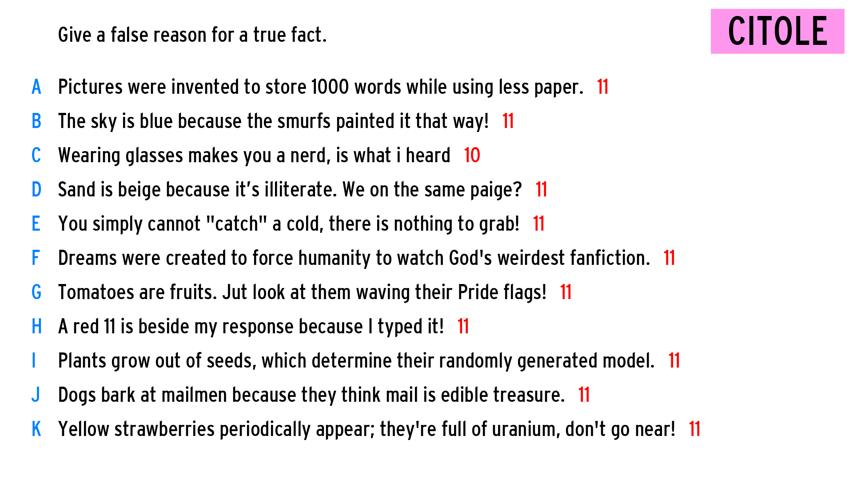 Give a false reason for a true fact.
CITOLE
A Pictures were invented to store 1000 words while using less paper. 11
B The sky is blue because the smurfs painted it that way! 11
C Wearing glasses makes you a nerd, is what i heard 10
D Sand is beige because it's illiterate. We on the same paige? 11
E You simply cannot "catch" a cold, there is nothing to grab! 11
F Dreams were created to force humanity to watch God's weirdest fanfiction. 11
G Tomatoes are fruits. Jut look at them waving their Pride flags! 11
H A red 11 is beside my response because I typed it! 11
I Plants grow out of seeds, which determine their randomly generated model. 11
J Dogs bark at mailmen because they think mail is edible treasure. 11
K Yellow strawberries periodically appear; they're full of uranium, don't go near! 11